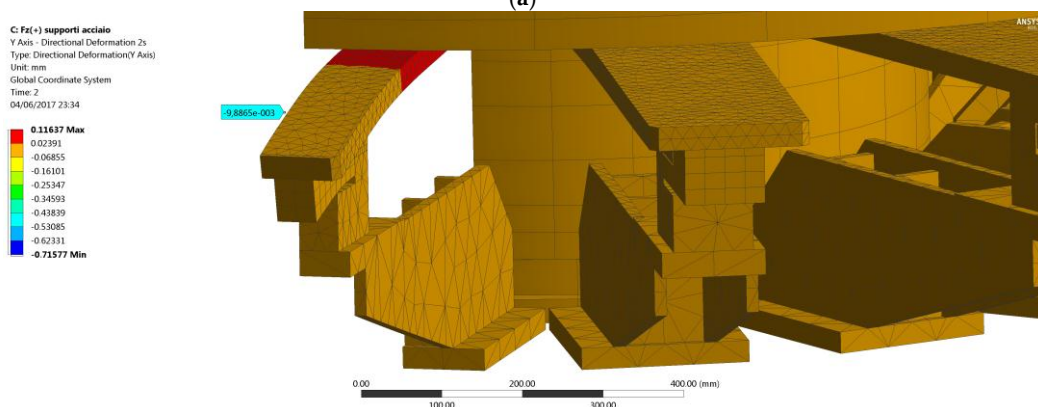 (a)
C: Fz(+) supporti acciaio
Y Axis - Directional Deformation 2s
Type: Directional Deformation(Y Axis)
Unit: mm
Global Coordinate System
Time: 2
04/06/2017 23:34
0.11637 Max
0.02391
-0.06855
-0.16101
-0.25347
-0.34593
-0.43839
-0.53085
-0.62331
-0.71577 Min
-9,8865e-003
ANSYS
0.00 200.00 400.00 (mm)
100.00 300.00